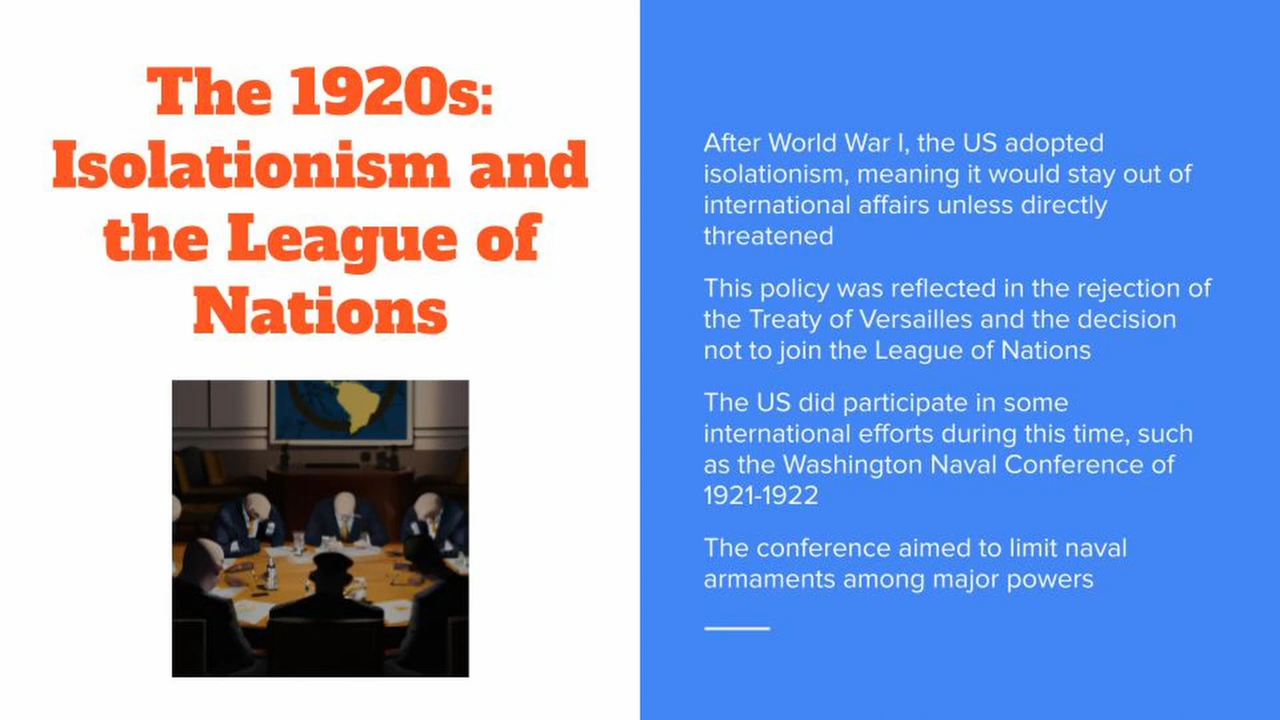 The 1920s:
Isolationism and
the League of
Nations
After World War I, the US adopted
isolationism, meaning it would stay out of
international affairs unless directly
threatened
This policy was reflected in the rejection of
the Treaty of Versailles and the decision
not to join the League of Nations
The US did participate in some
international efforts during this time, such
as the Washington Naval Conference of
1921-1922
The conference aimed to limit naval
armaments among major powers